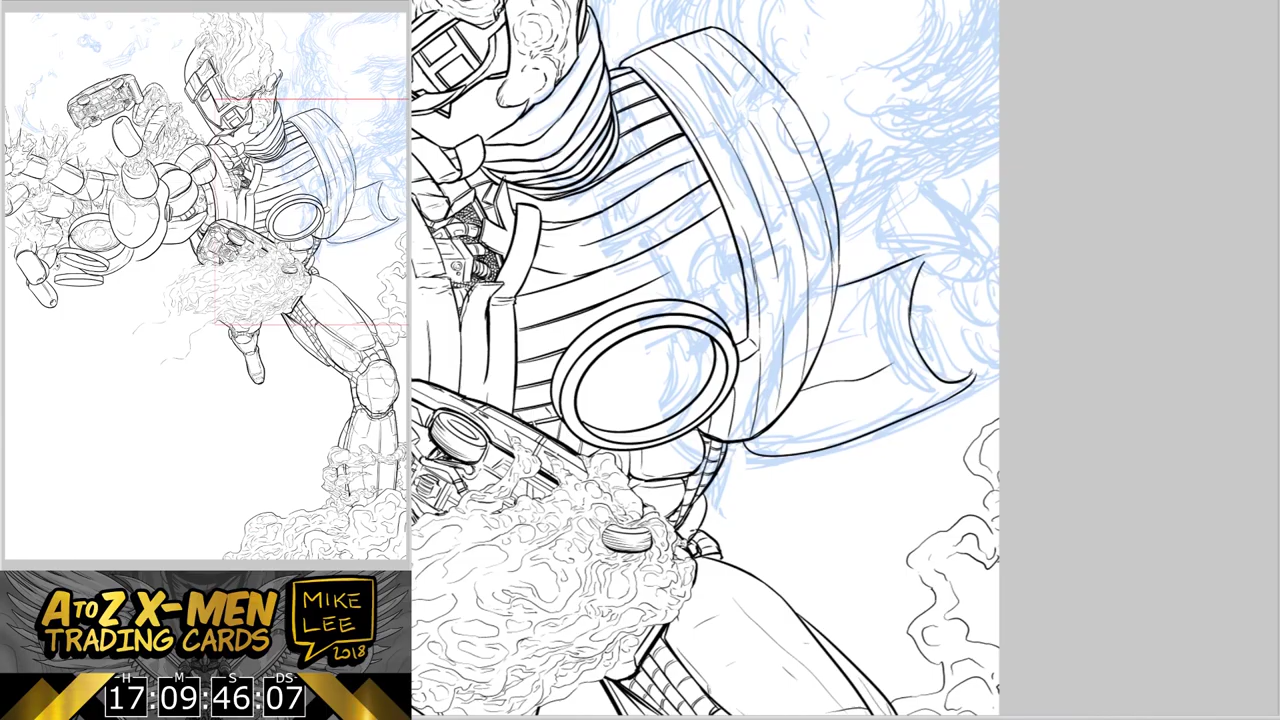 A TO Z X-MEN
TRADING CARDS
MIKE
LEE
2018
-H- M S -DS-
17:09:46:07